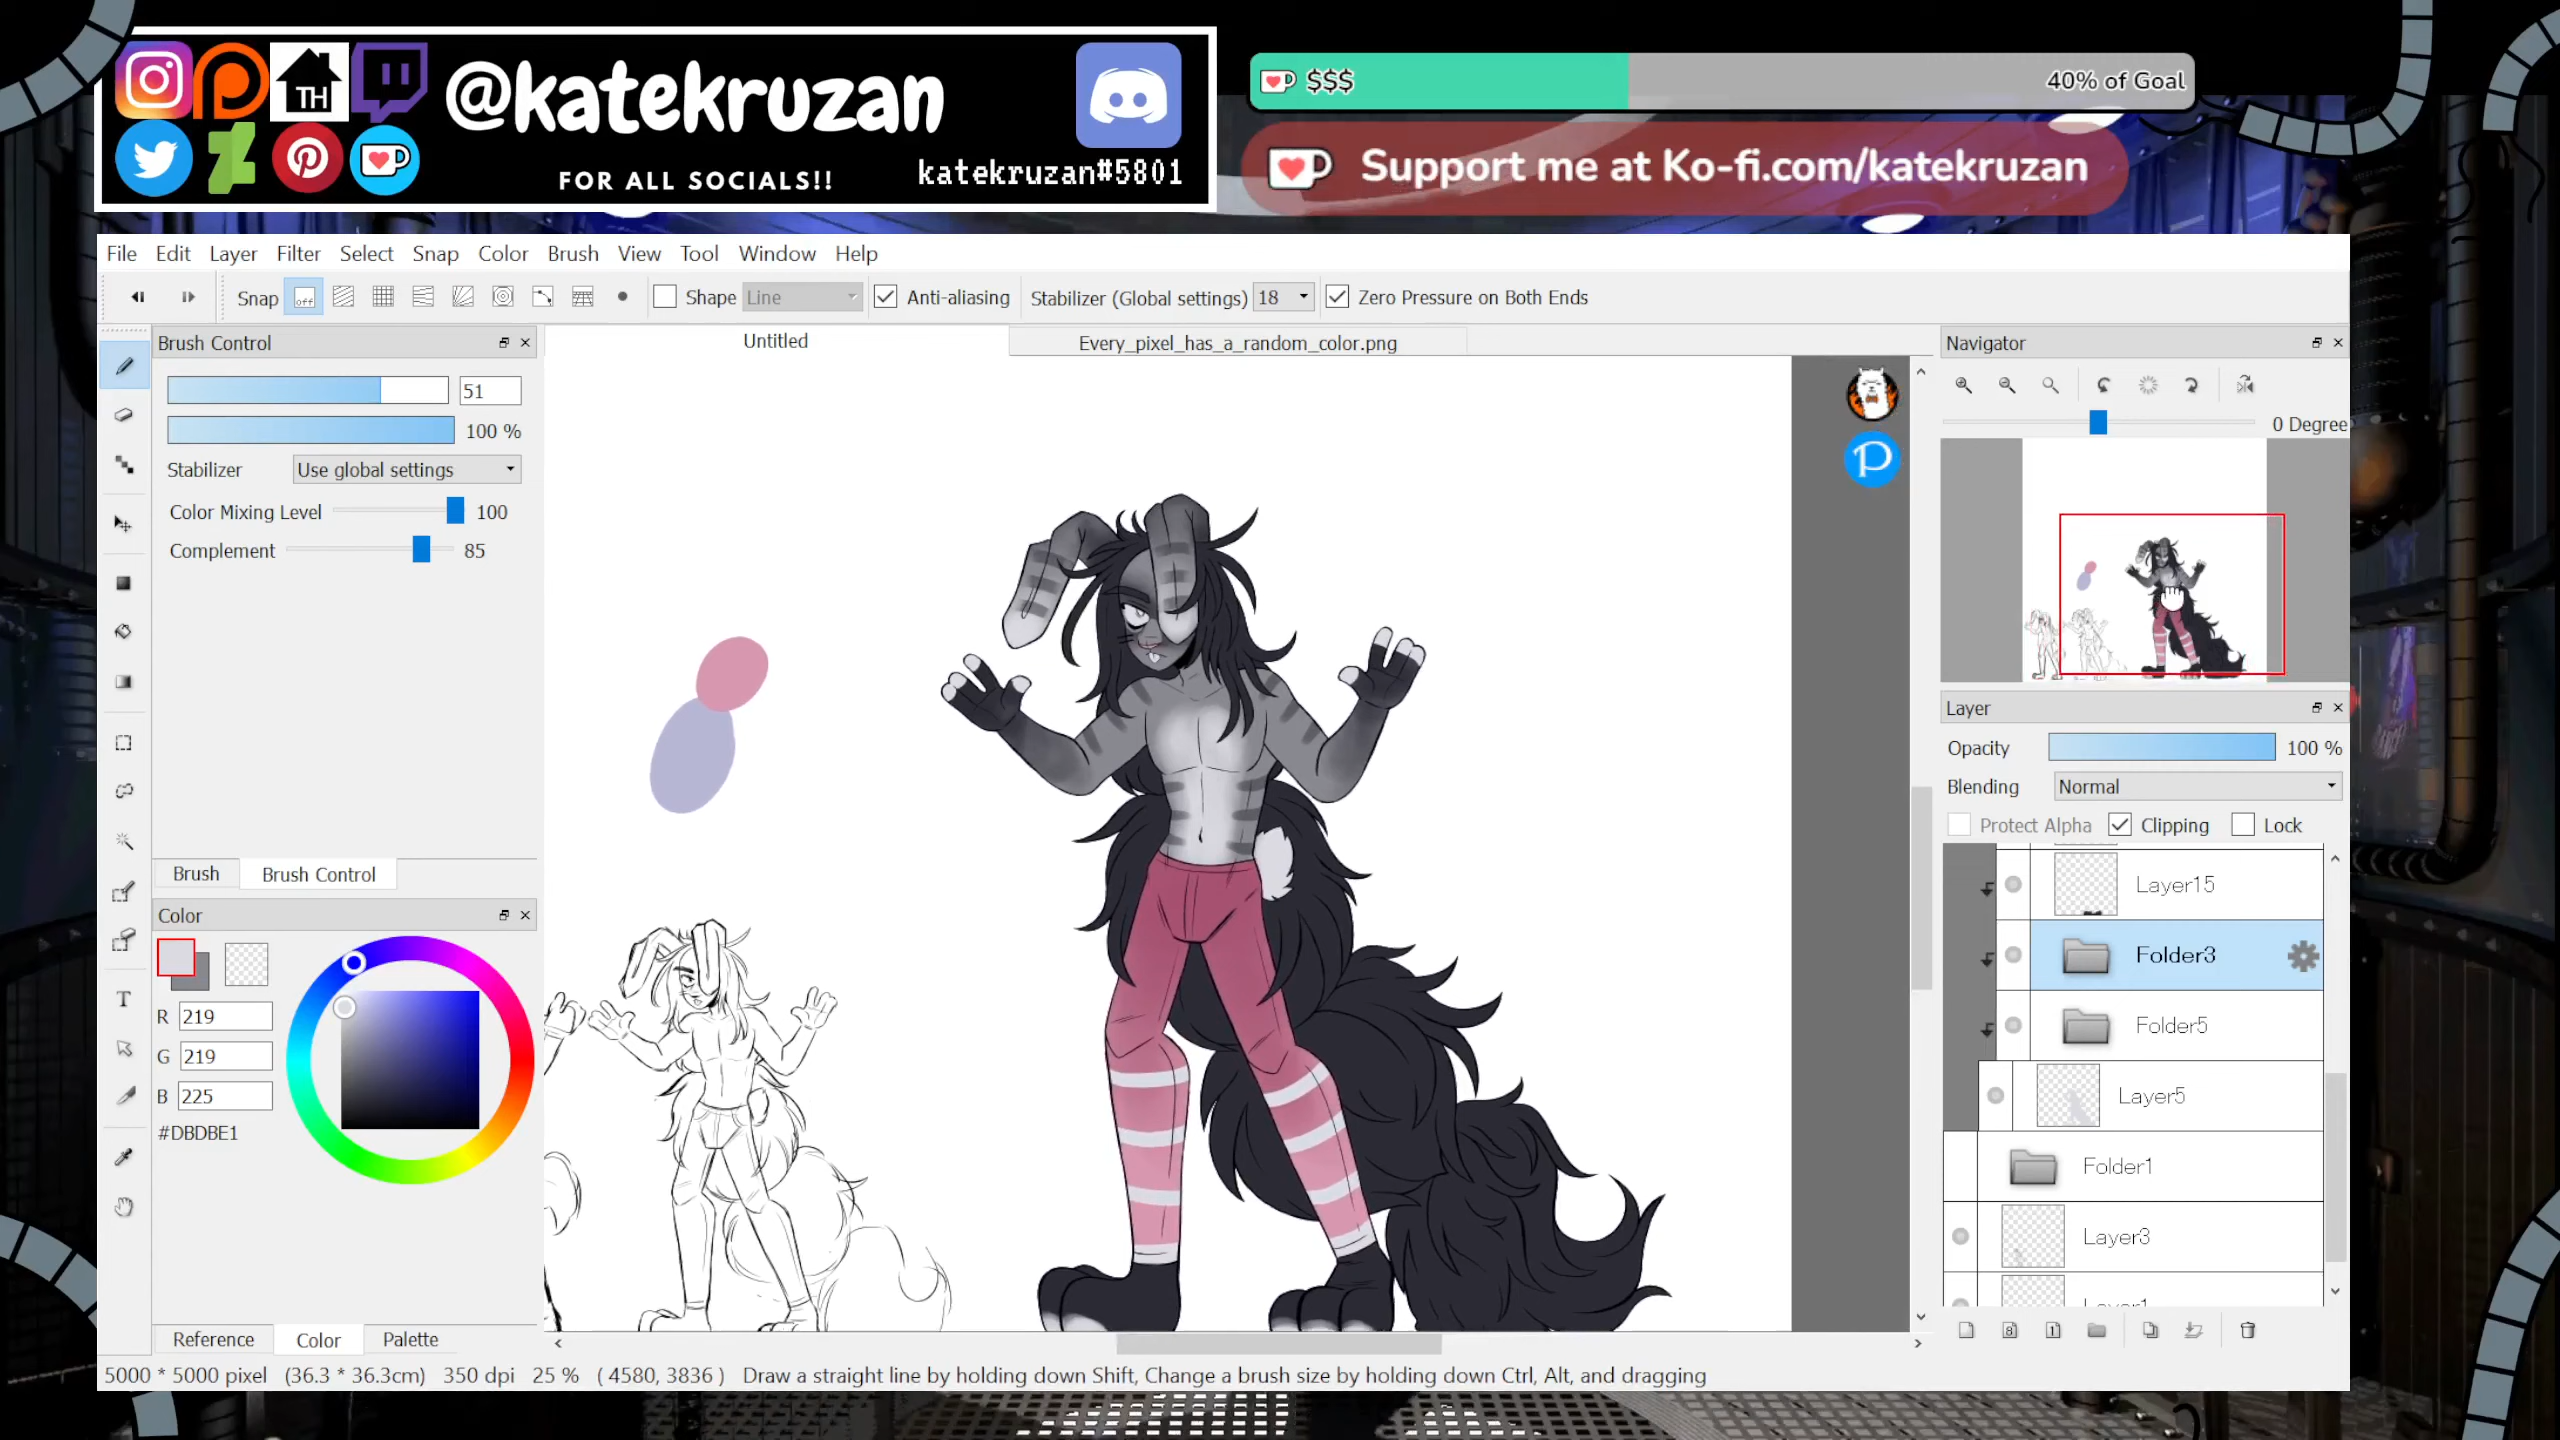 @katekruzan
FOR ALL SOCIALS!!
katekruzan#5801
TH
$$$
40% of Goal
Support me at Ko-fi.com/katekruzan
File Edit Layer Filter Select Snap Color Brush View Tool Window Help
Snap off Shape Line Anti-aliasing Stabilizer (Global settings) 18 Zero Pressure on Both Ends
Brush Control
51
100 %
Stabilizer Use global settings
Color Mixing Level 100
Complement 85
Brush Brush Control
Color
R 219
G 219
B 225
#DBDBE1
T
Reference Color Palette
Untitled
Every_pixel_has_a_random_color.png
P
Navigator
0 Degree
Layer
Opacity 100 %
Blending Normal
Protect Alpha Clipping Lock
Layer15
Folder3
Folder5
Layer5
Folder1
Layer3
Layer1
8 1
5000 * 5000 pixel (36.3 * 36.3cm) 350 dpi 25 % ( 4580, 3836 ) Draw a straight line by holding down Shift, Change a brush size by holding down Ctrl, Alt, and dragging